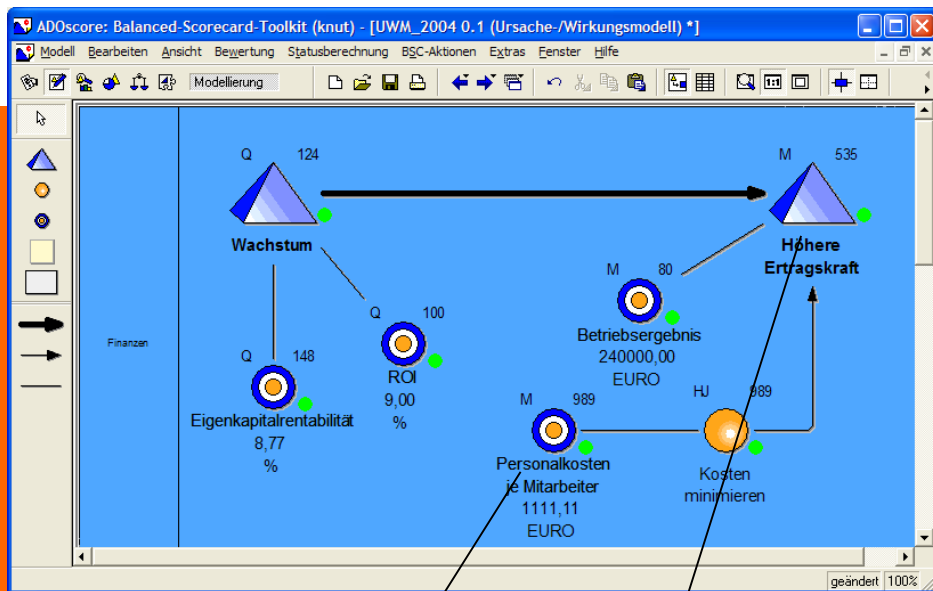 ADOscore: Balanced-Scorecard-Toolkit (knut) - [UWM_2004 0.1 (Ursache-/Wirkungsmodell) *]
Modell Bearbeiten Ansicht Bewertung Statusberechnung BSC-Aktionen Extras Fenster Hilfe
Modellierung 1:1
Q 124
M 535
Wachstum
Höhere
Ertragskraft
M 80
Q 100
Betriebsergebnis
240000,00
EURO
Finanzen
Q 148
ROI
9,00
%
Eigenkapitalrentabilität
8,77
%
M 989
HJ 989
Personalkosten
je Mitarbeiter
1111,11
EURO
Kosten
minimieren
geändert 100%